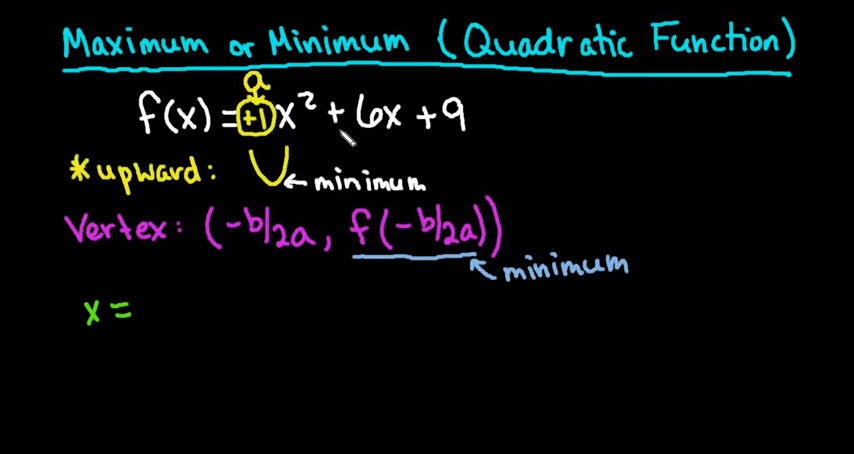 Maximum or Minimum (Quadratic Function)
a
f(x) = +1x² + 6x + 9
*upward: ← minimum
Vertex: (-b/2a, f(-b/2a))
minimum
x =